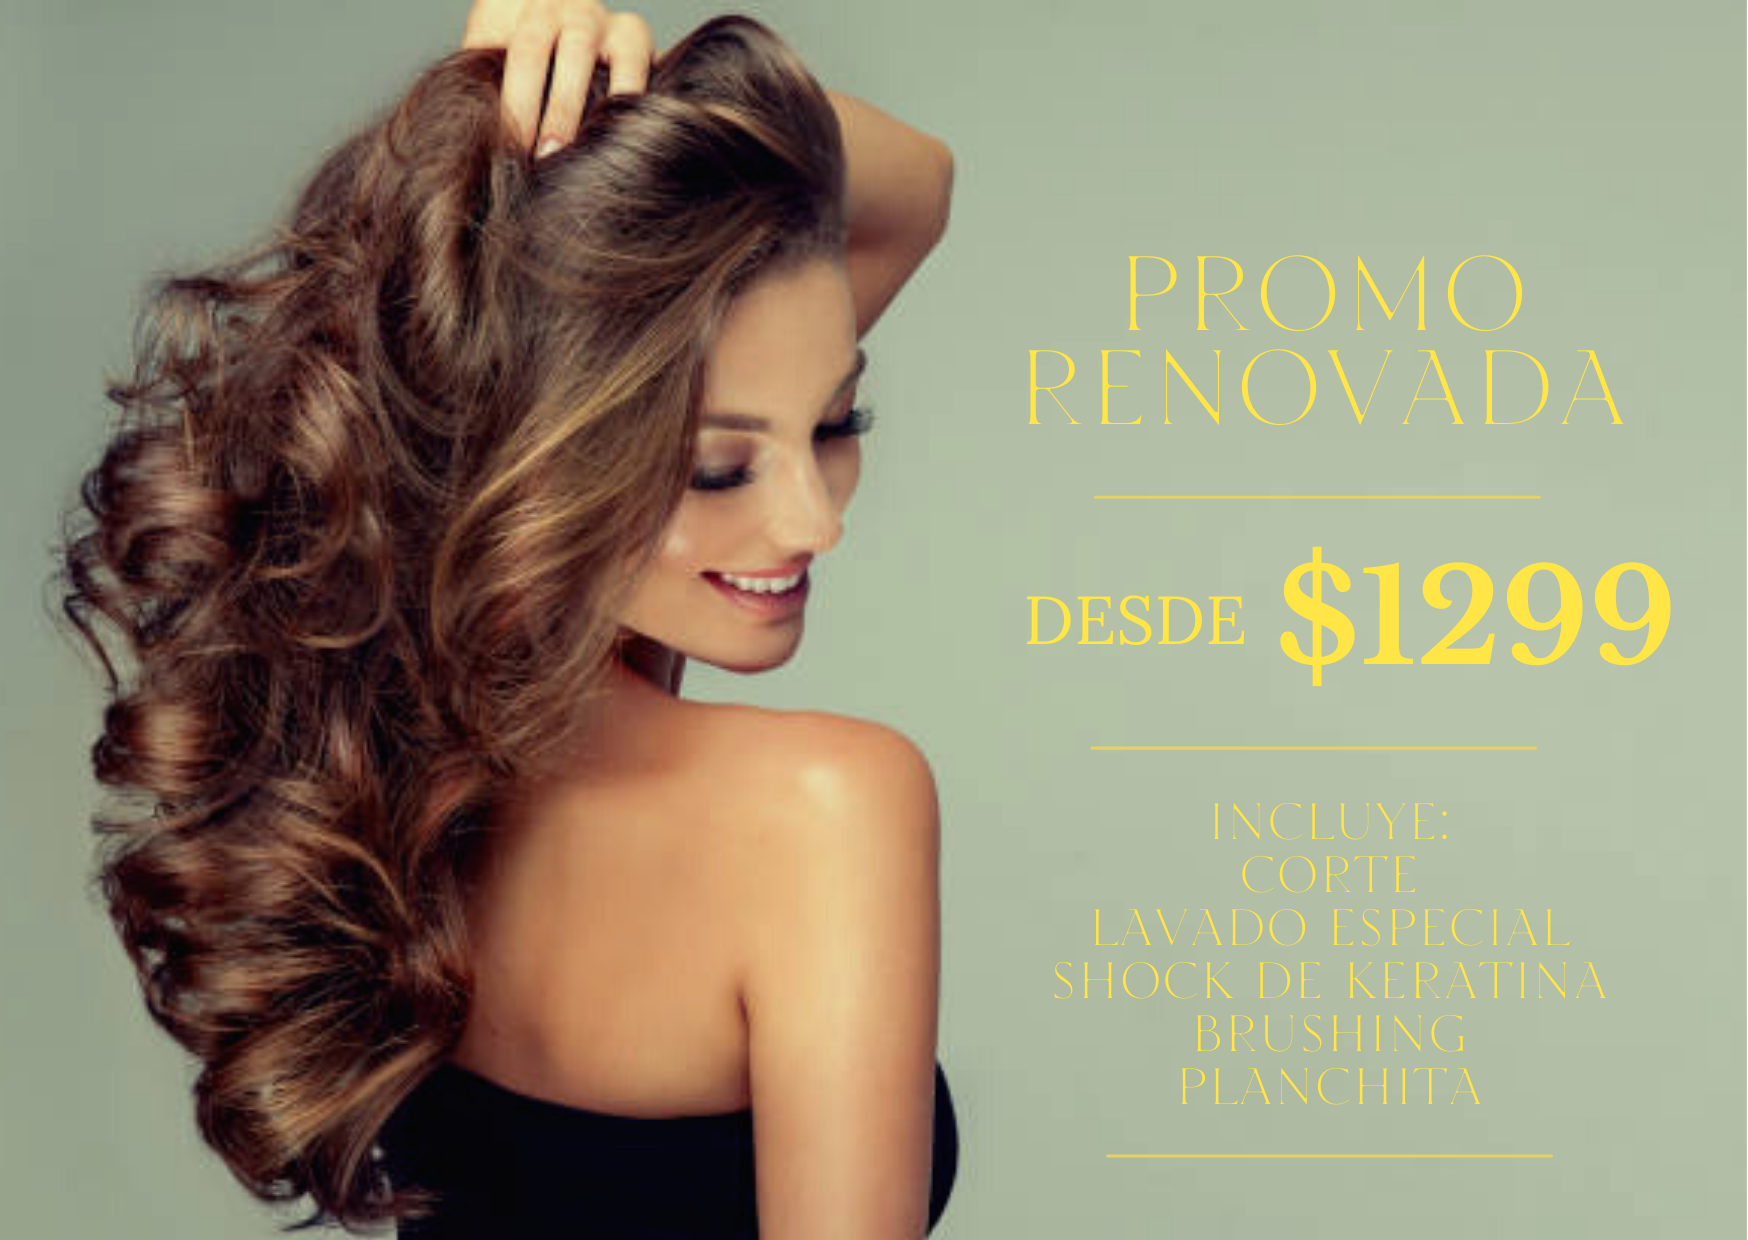 PROMO
RENOVADA
DESDE $1299
INCLUYE:
CORTE
LAVADO ESPECIAL
SHOCK DE KERATINA
BRUSHING
PLANCHITA